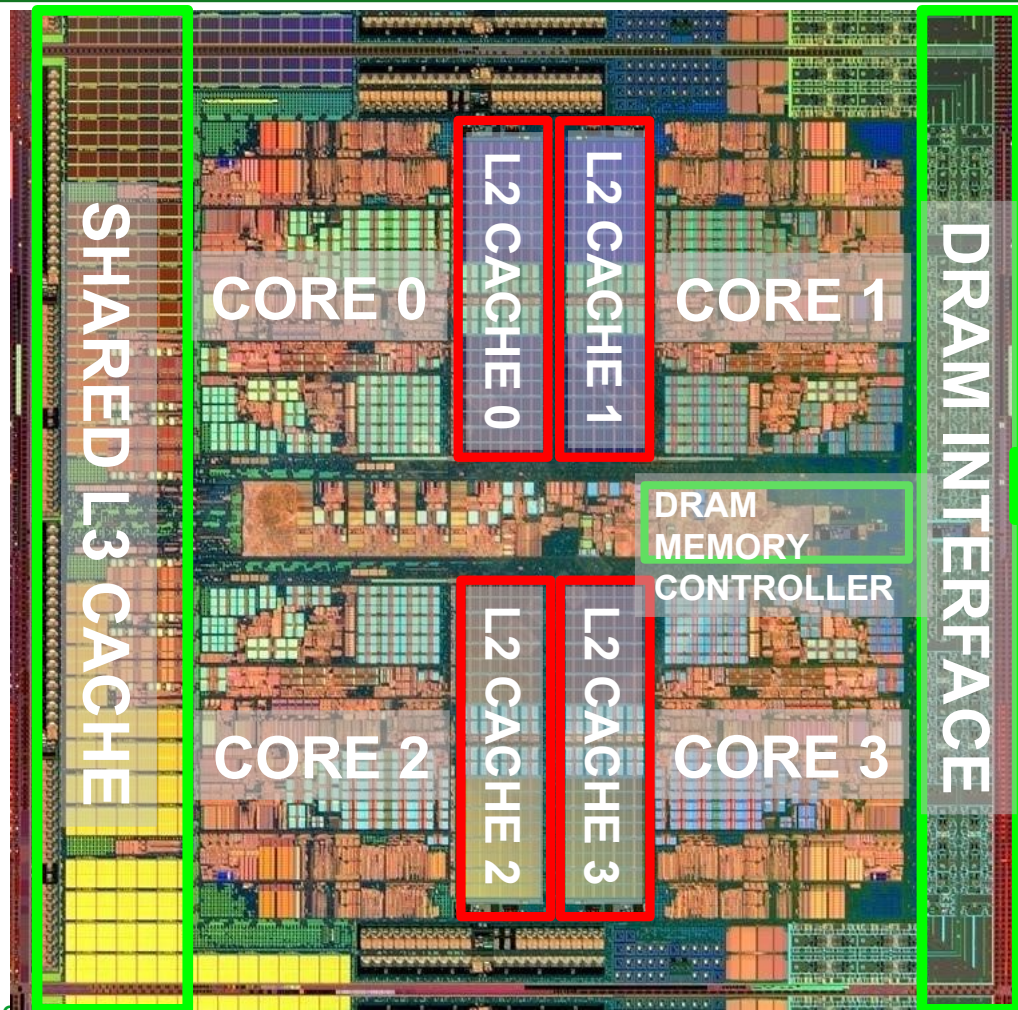 SHARED L3 CACHE
CORE 0
L2 CACHE 0
L2 CACHE 1
CORE 1
DRAM INTERFACE
DRAM
MEMORY
CONTROLLER
CORE 2
L2 CACHE 2
L2 CACHE 3
CORE 3